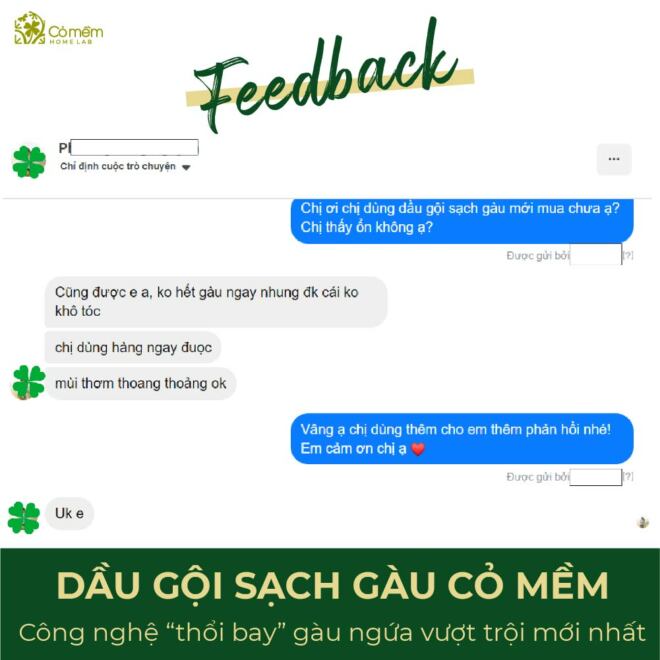 Cỏ mềm
HOME LAB
Feedback
Pl
Chỉ định cuộc trò chuyện
Chị ơi chị dùng dầu gội sạch gàu mới mua chưa ạ?
Chị thấy ổn không ạ?
Được gửi bởi [?]
Cũng được e a, ko hết gàu ngay nhưng đk cái ko
khô tóc
chị dùng hàng ngay đuọc
mùi thơm thoang thoảng ok
Vâng ạ chị dùng thêm cho em thêm phản hồi nhé!
Em cảm ơn chị ạ ❤️
Được gửi bởi [?]
Uk e
DẦU GỘI SẠCH GÀU CỎ MỀM
Công nghệ “thổi bay” gàu ngứa vượt trội mới nhất